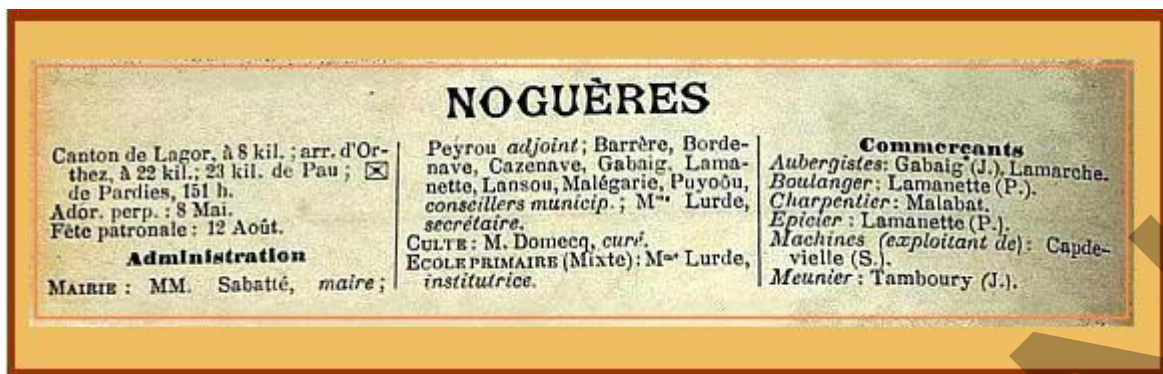 NOGUÈRES
Canton de Lagor, à 8 kil. ; arr. d'Or-
thez, à 22 kil.; 23 kil. de Pau ; ✉
de Pardies, 151 h.
Ador. perp. : 8 Mai.
Fête patronale : 12 Août.
Administration
MAIRIE : MM. Sabatté, maire ;
Peyrou adjoint ; Barrère, Borde-
nave, Cazenave, Gabaig, Lama-
nette, Lansou, Malégarie, Puyoôu,
conseillers municip. ; Mme Lurde,
secrétaire.
CULTE : M. Domecq, curé.
ECOLE PRIMAIRE (Mixte) : Mme Lurde,
institutrice.
Commerçants
Aubergistes: Gabaig (J.), Lamarche.
Boulanger : Lamanette (P.).
Charpentier : Malabat.
Epicier : Lamanette (P.).
Machines (exploitant de) : Capde-
vielle (S.).
Meunier : Tamboury (J.).